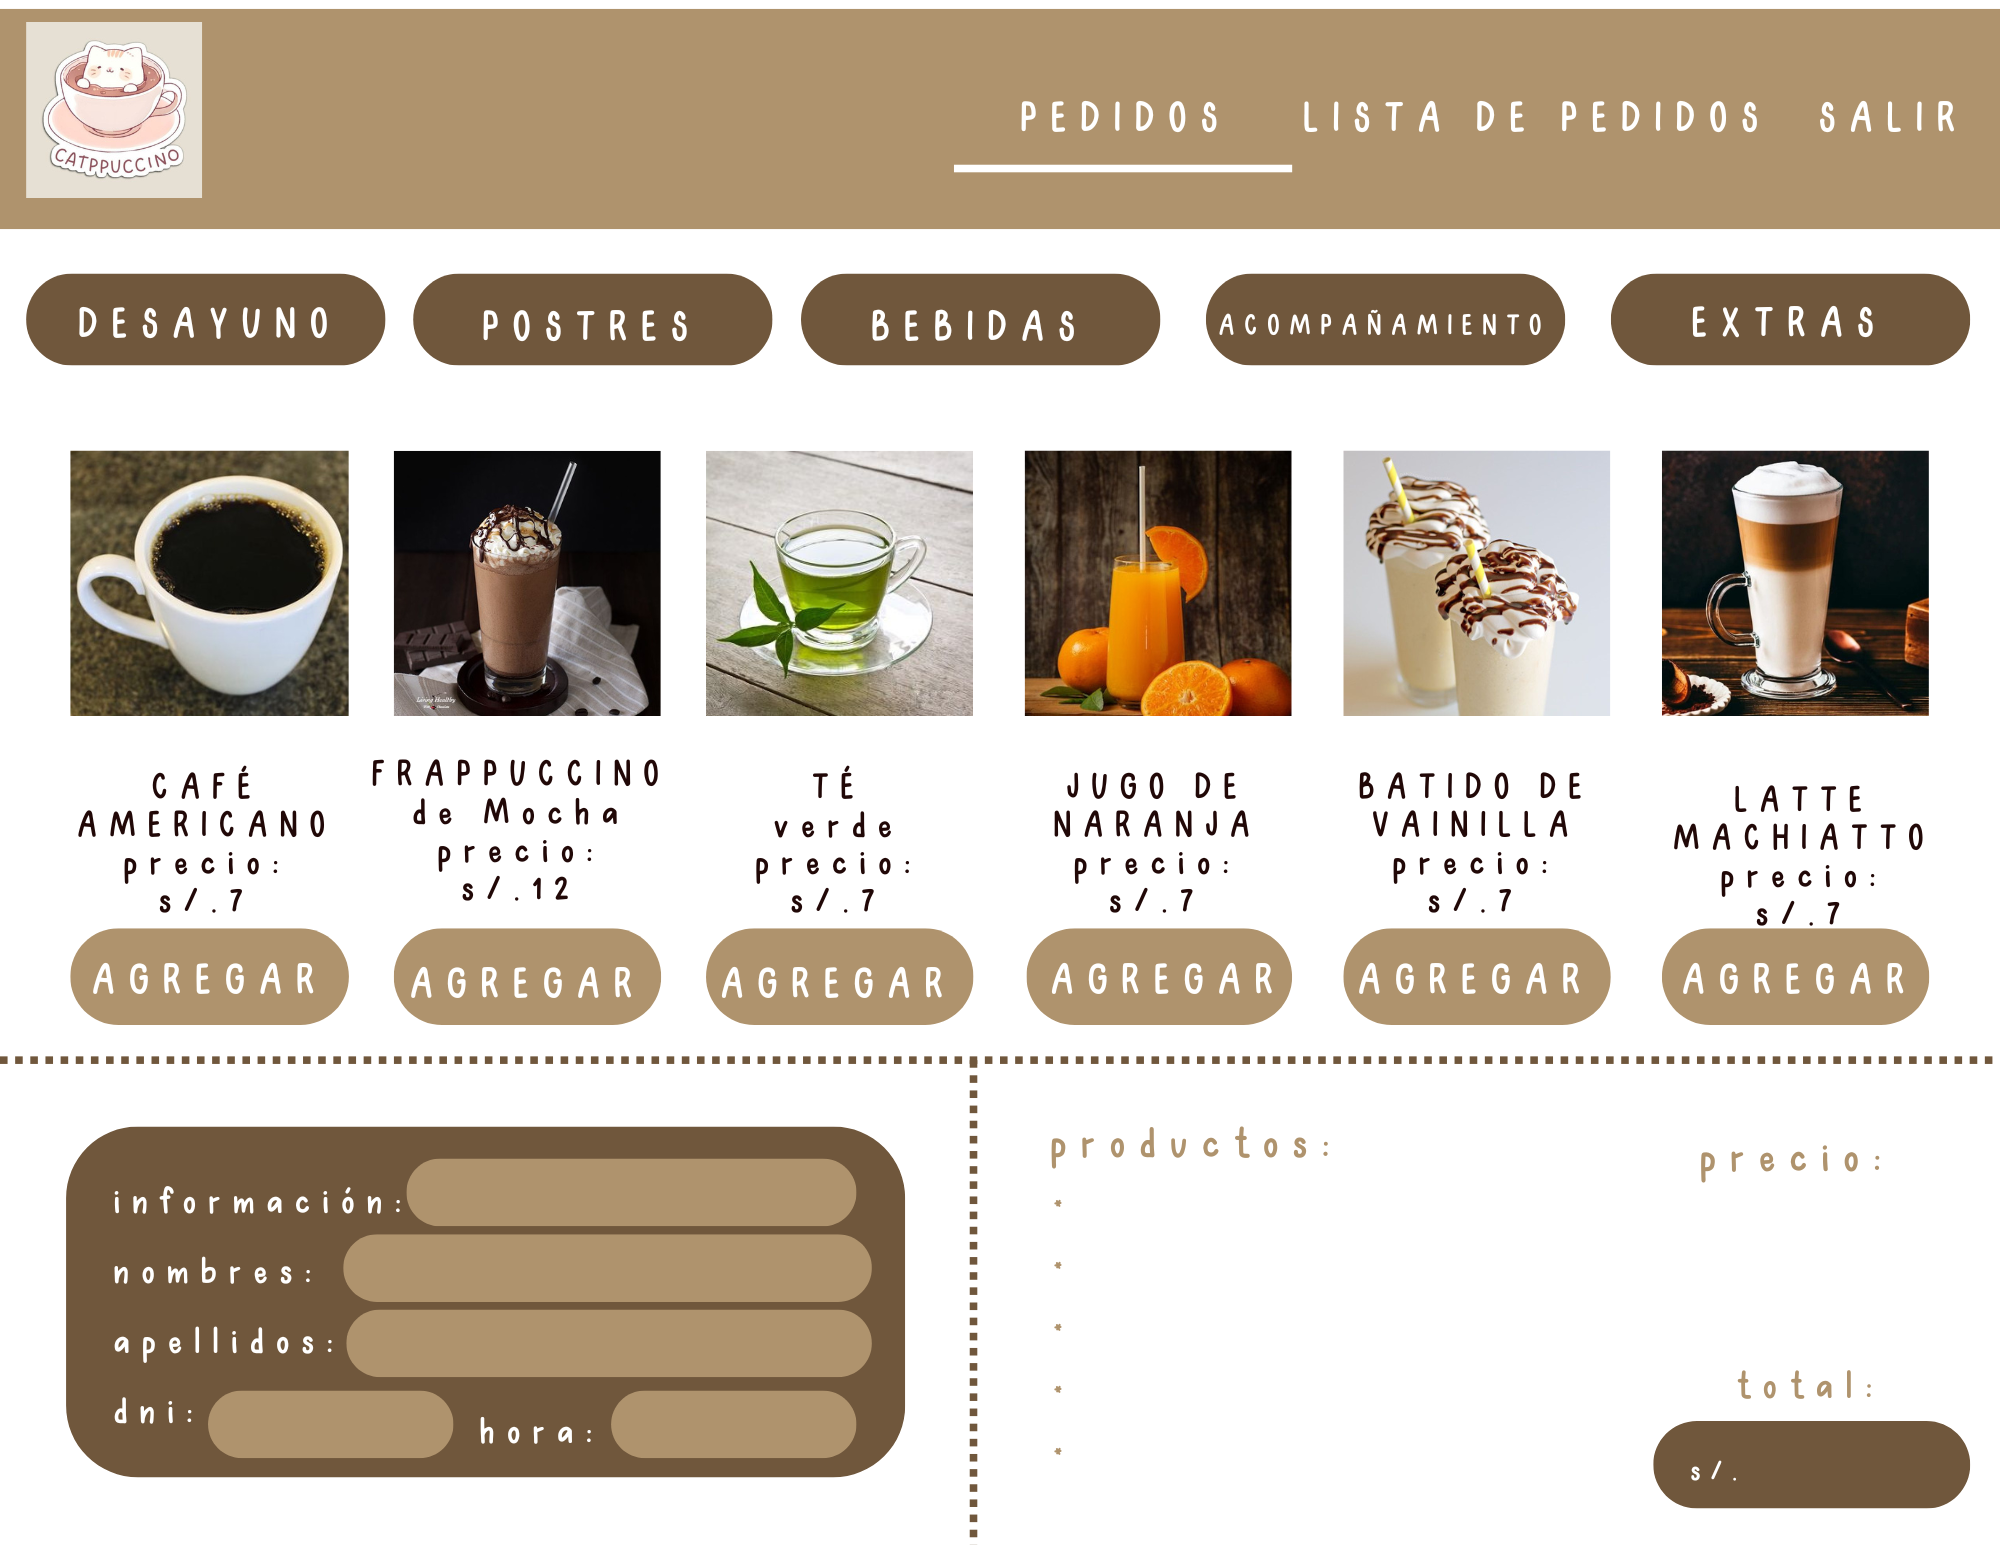 CATPPUCCINO
PEDIDOS
LISTA DE PEDIDOS
SALIR
DESAYUNO
POSTRES
BEBIDAS
ACOMPAÑAMIENTO
EXTRAS
Living Healthy
CAFÉ
AMERICANO
precio:
s/.7
AGREGAR
FRAPPUCCINO
de Mocha
precio:
s/.12
AGREGAR
TÉ
verde
precio:
s/.7
AGREGAR
JUGO DE
NARANJA
precio:
s/.7
AGREGAR
BATIDO DE
VAINILLA
precio:
s/.7
AGREGAR
LATTE
MACHIATTO
precio:
s/.7
AGREGAR
información:
nombres:
apellidos:
dni:
hora:
productos:
*
*
*
*
*
precio:
total:
s/.